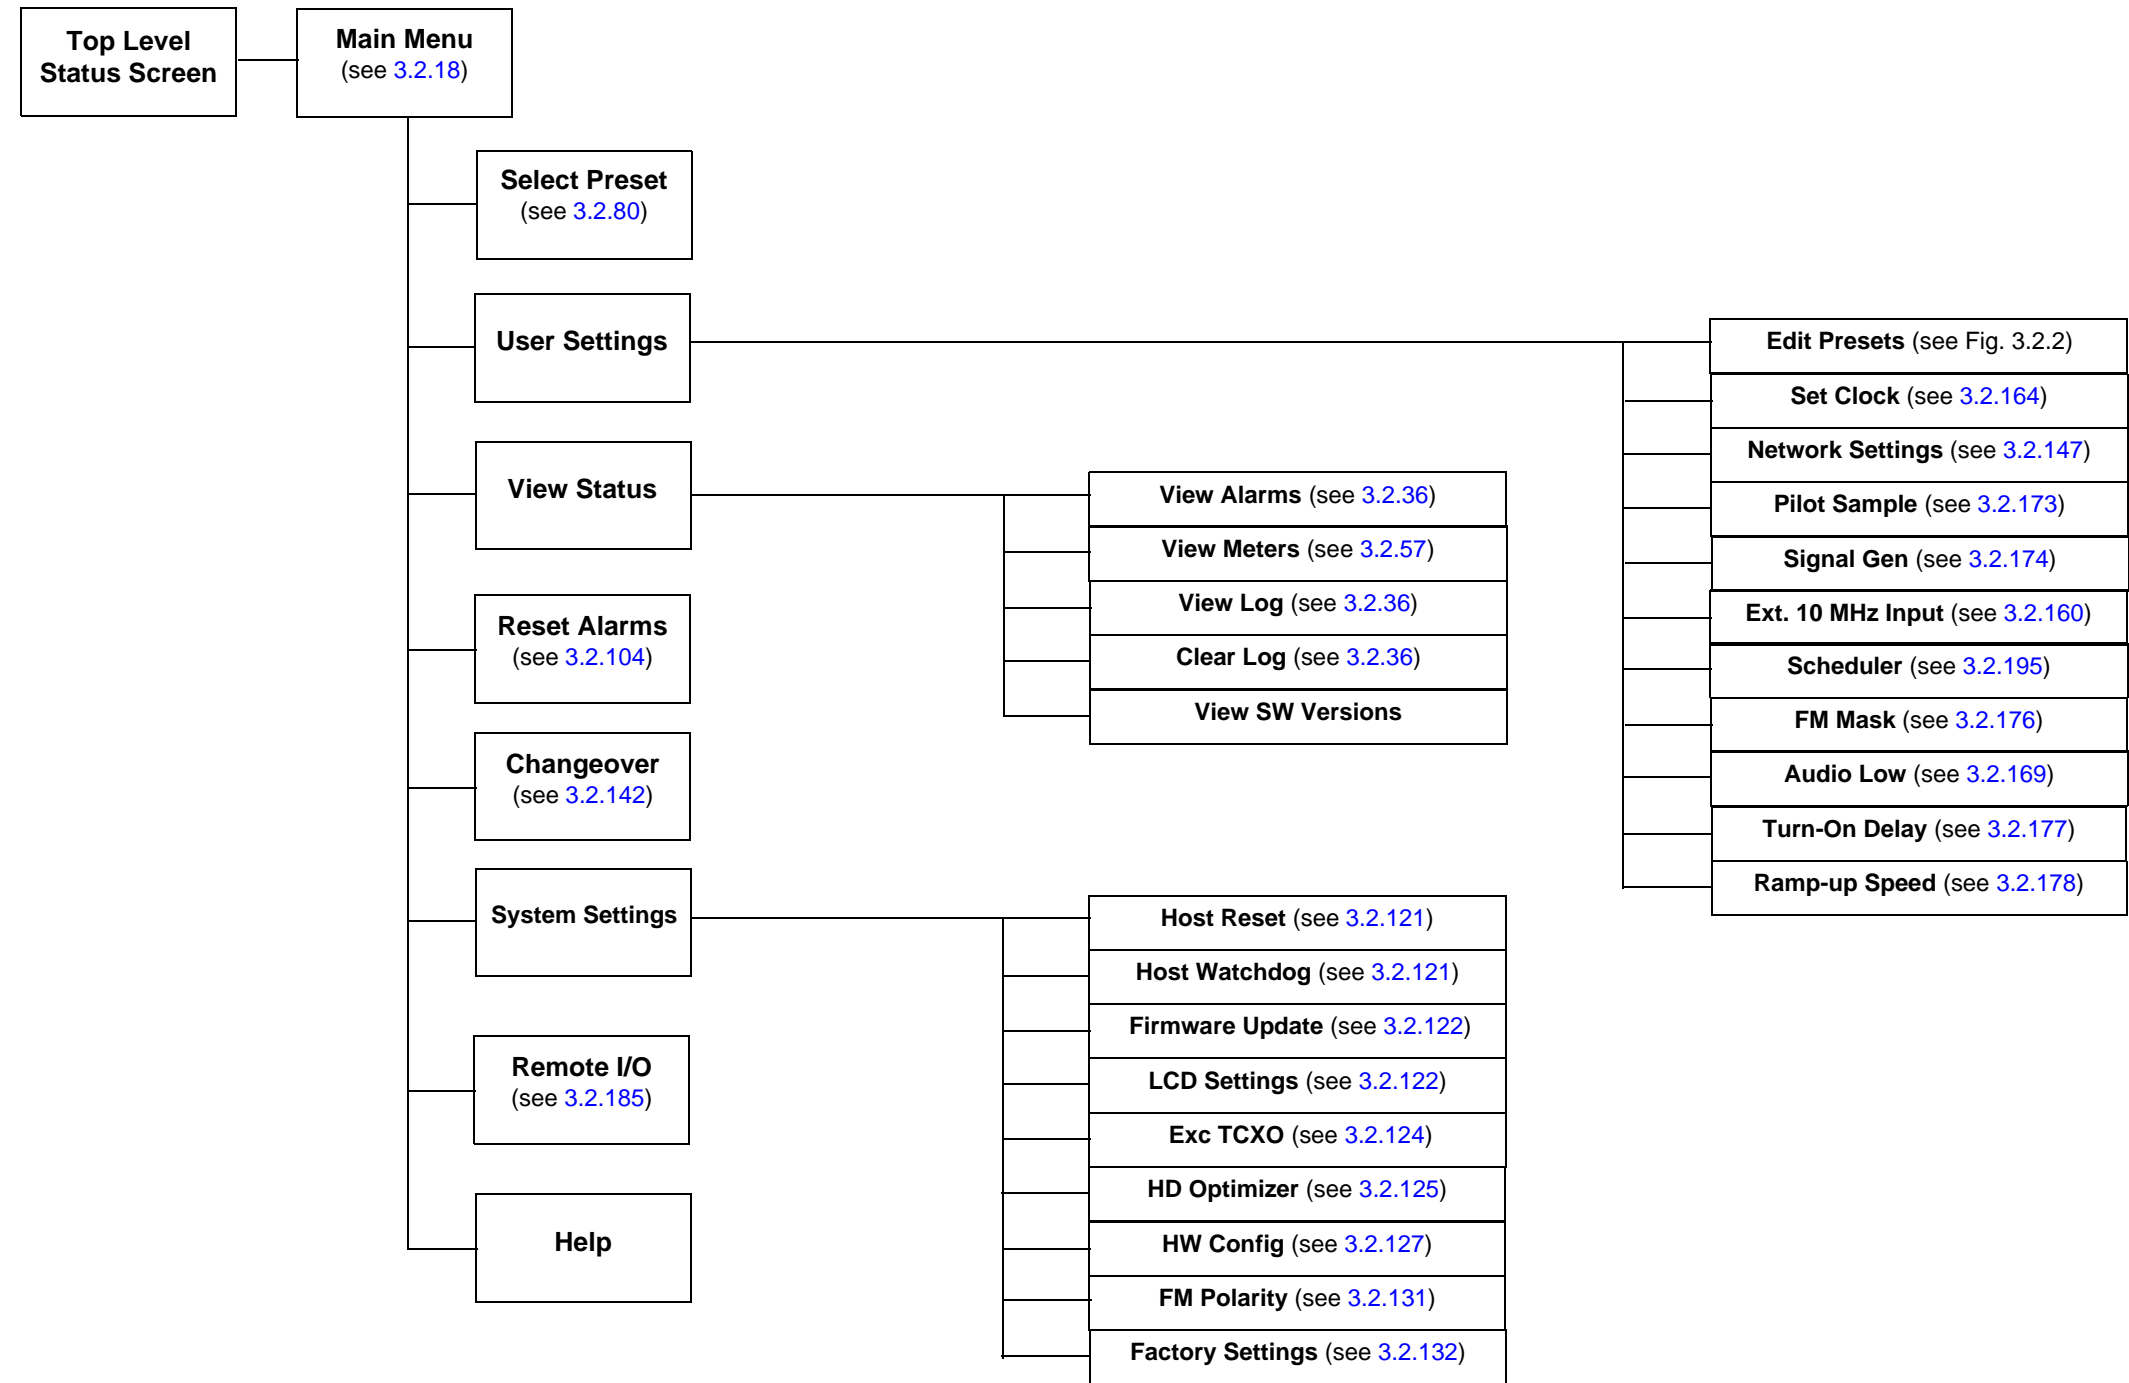 Top Level
Status Screen
Main Menu
(see 3.2.18)
Select Preset
(see 3.2.80)
User Settings
View Status
Reset Alarms
(see 3.2.104)
Changeover
(see 3.2.142)
System Settings
Remote I/O
(see 3.2.185)
Help
View Alarms (see 3.2.36)
View Meters (see 3.2.57)
View Log (see 3.2.36)
Clear Log (see 3.2.36)
View SW Versions
Host Reset (see 3.2.121)
Host Watchdog (see 3.2.121)
Firmware Update (see 3.2.122)
LCD Settings (see 3.2.122)
Exc TCXO (see 3.2.124)
HD Optimizer (see 3.2.125)
HW Config (see 3.2.127)
FM Polarity (see 3.2.131)
Factory Settings (see 3.2.132)
Edit Presets (see Fig. 3.2.2)
Set Clock (see 3.2.164)
Network Settings (see 3.2.147)
Pilot Sample (see 3.2.173)
Signal Gen (see 3.2.174)
Ext. 10 MHz Input (see 3.2.160)
Scheduler (see 3.2.195)
FM Mask (see 3.2.176)
Audio Low (see 3.2.169)
Turn-On Delay (see 3.2.177)
Ramp-up Speed (see 3.2.178)